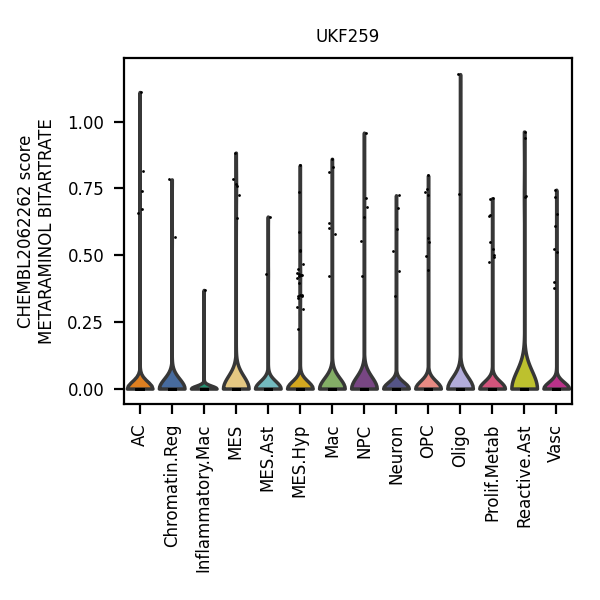 UKF259
CHEMBL2062262 score
METARAMINOL BITARTRATE
1.00
0.75
0.50
0.25
0.00
AC
Chromatin.Reg
Inflammatory.Mac
MES
MES.Ast
MES.Hyp
Mac
NPC
Neuron
OPC
Oligo
Prolif.Metab
Reactive.Ast
Vasc